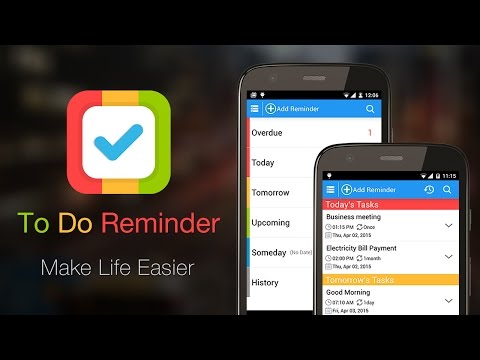 To Do Reminder
Make Life Easier
12:06
Add Reminder
Overdue 1
Today
Tomorrow
Upcoming
Someday (No Date)
History
11:15
Add Reminder
Today's Tasks
Business meeting
01:15 PM Once
Thu, Apr 02, 2015
Electricity Bill Payment
02:00 PM 1month
Thu, Apr 02, 2015
Tomorrow's Tasks
Good Morning
07:10 AM 1day
Fri, Apr 03, 2015